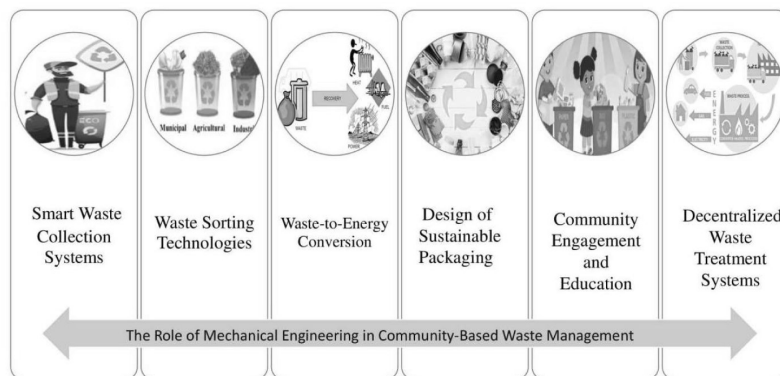 ECO
Municipal
Agricultural
HEAT
RECOVERY
FUEL
WASTE
POWER
WASTE COLLECTION
WASTE PROCESS
ENERGY
Smart Waste
Collection
Systems
Waste Sorting
Technologies
Waste-to-Energy
Conversion
Design of
Sustainable
Packaging
Community
Engagement
and
Education
Decentralized
Waste
Treatment
Systems
The Role of Mechanical Engineering in Community-Based Waste Management